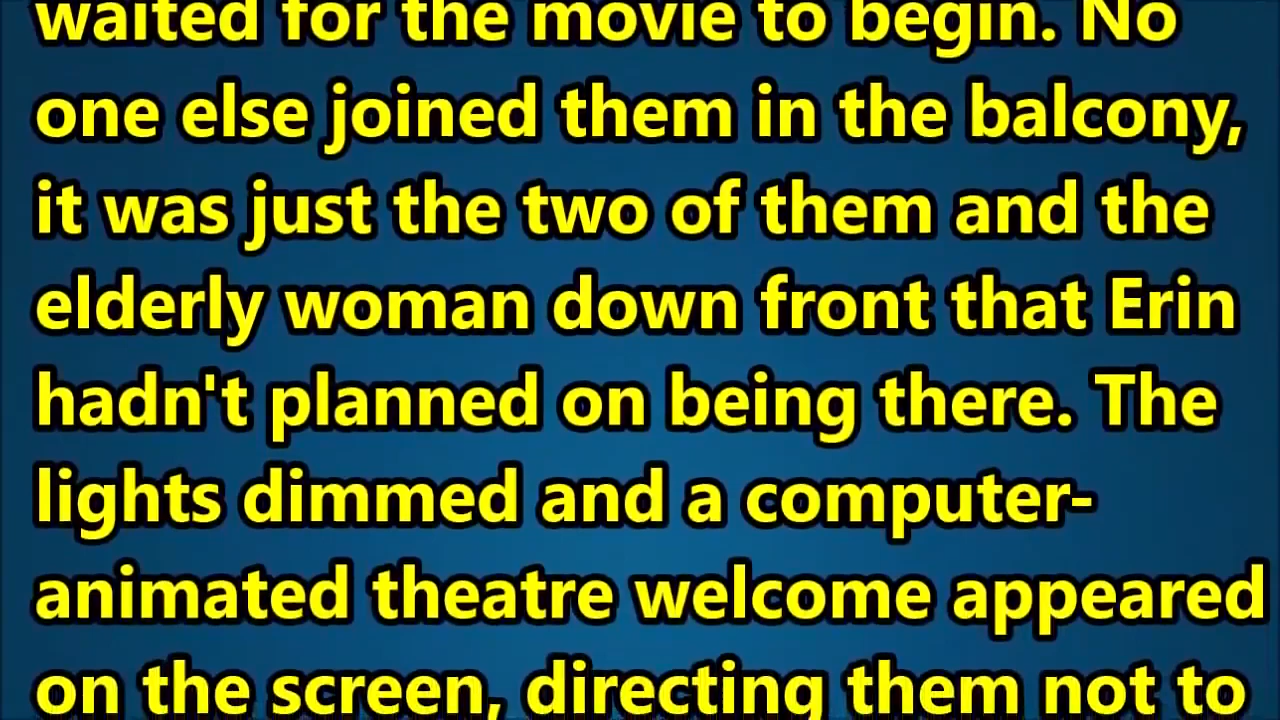 waited for the movie to begin. No
one else joined them in the balcony,
it was just the two of them and the
elderly woman down front that Erin
hadn't planned on being there. The
lights dimmed and a computer-
animated theatre welcome appeared
on the screen, directing them not to